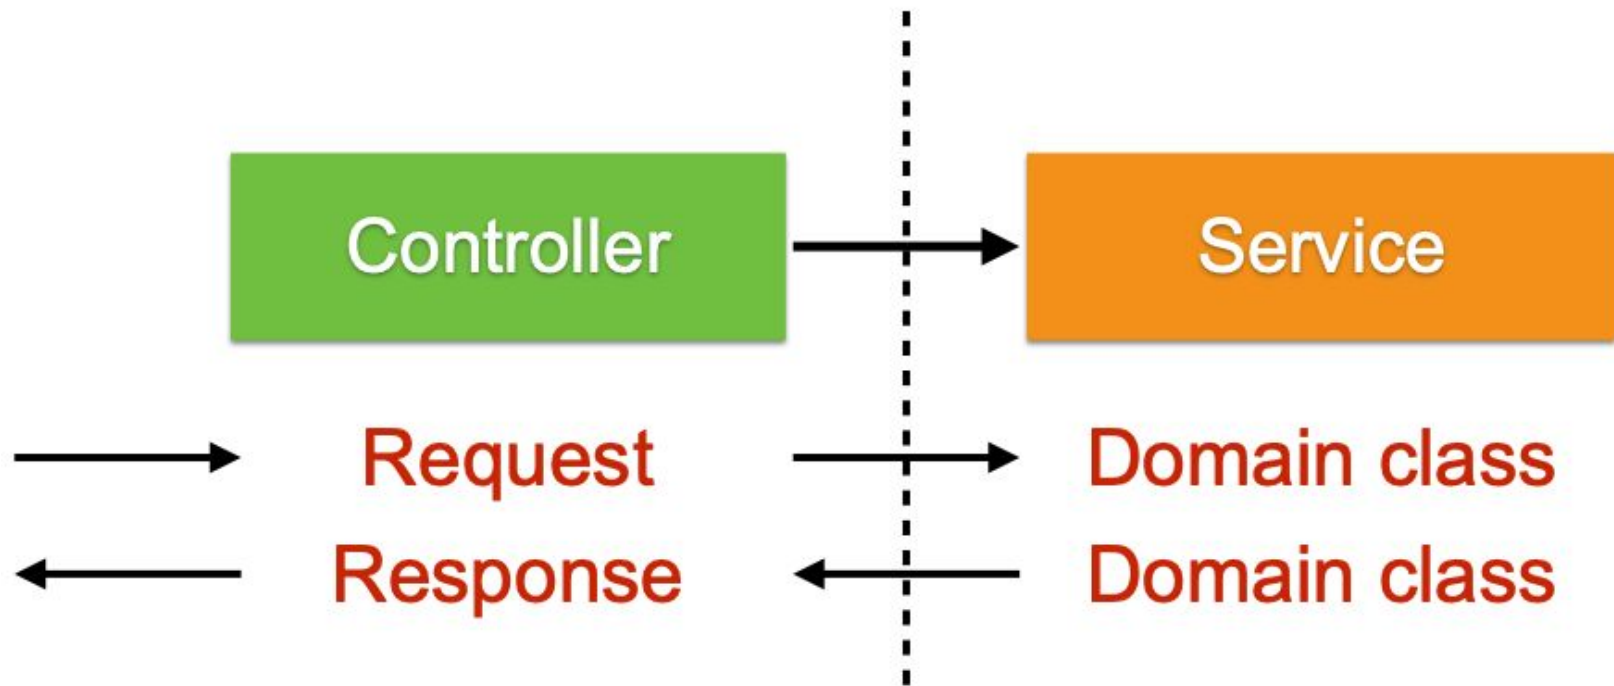 Controller
Service
Request
Domain class
Response
Domain class